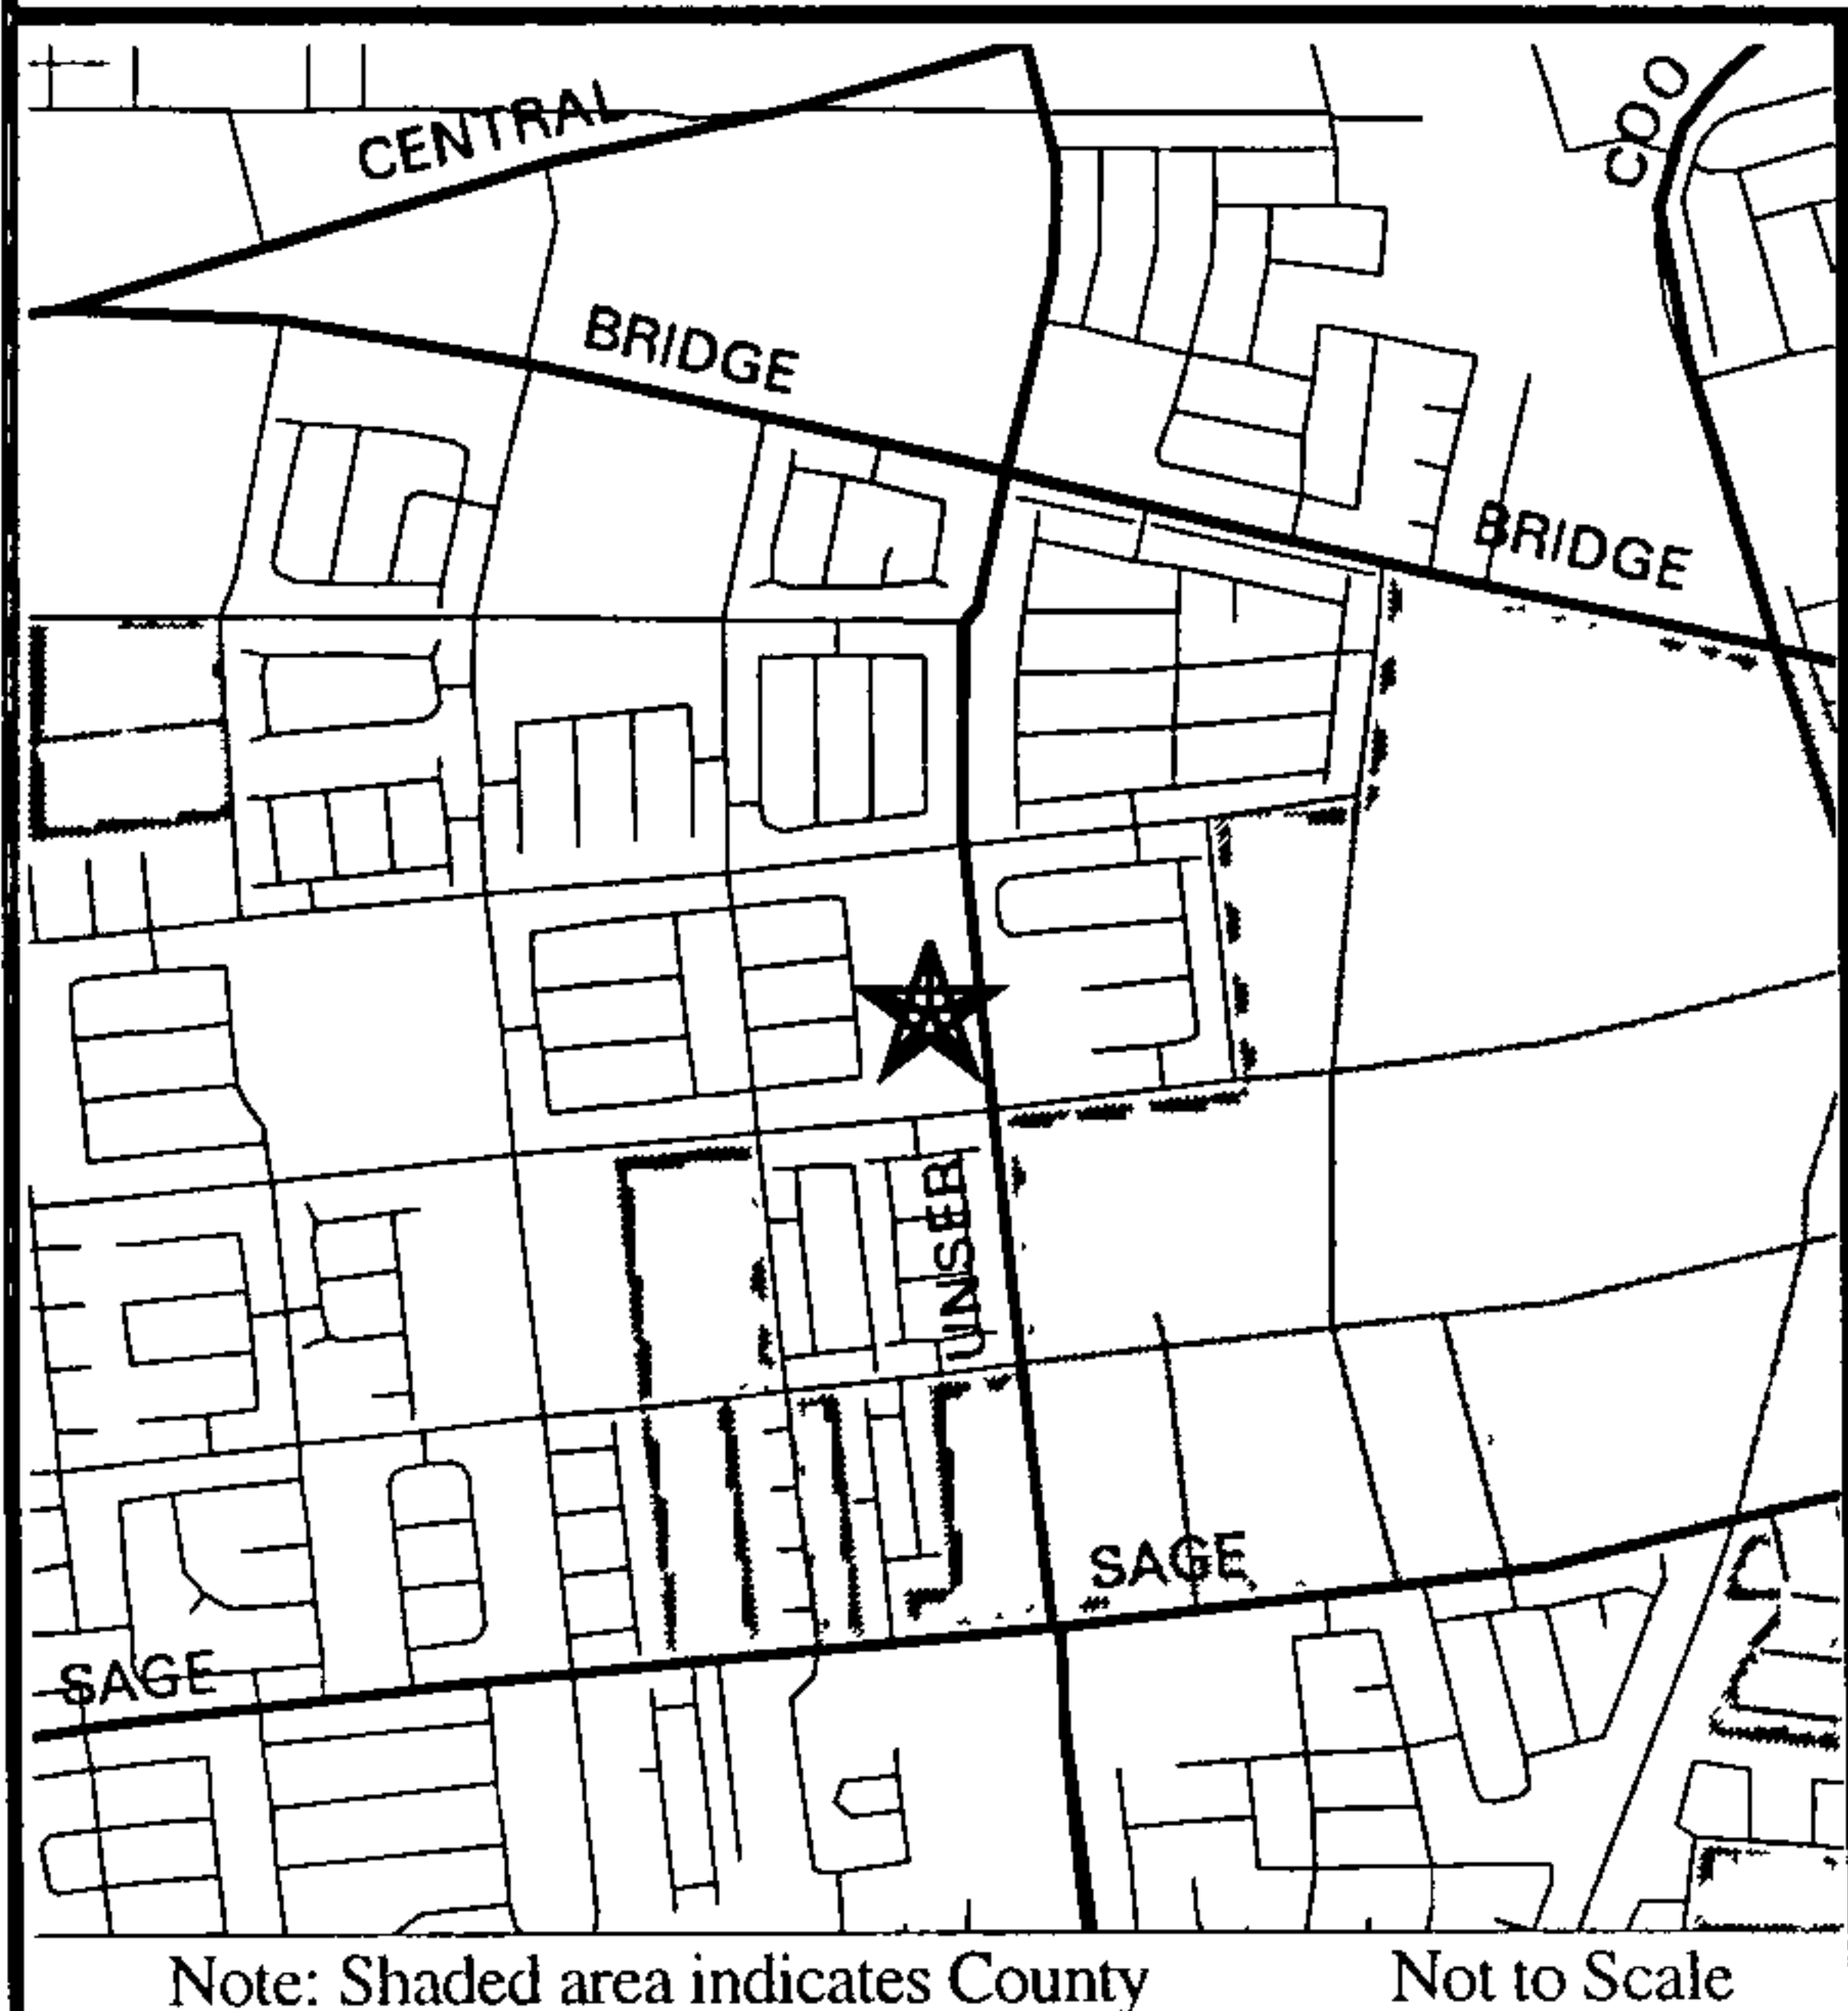 CENTRAL
COO
BRIDGE
BRIDGE
UNSER
SAGE
SAGE
Note: Shaded area indicates County
Not to Scale